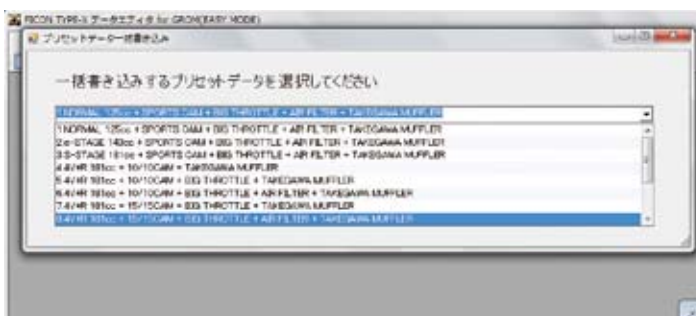 FICON TYPE-X データエディタ for GROM(EASY MODE)
プリセットデータ一括書き込み
一括書き込みするプリセットデータを選択してください
1.NORMAL 125cc + SPORTS CAM + BIG THROTTLE + AIR FILTER + TAKEGAWA MUFFLER
1.NORMAL 125cc + SPORTS CAM + BIG THROTTLE + AIR FILTER + TAKEGAWA MUFFLER
2.e-STAGE 143cc + SPORTS CAM + BIG THROTTLE + AIR FILTER + TAKEGAWA MUFFLER
3.S-STAGE 181cc + SPORTS CAM + BIG THROTTLE + AIR FILTER + TAKEGAWA MUFFLER
4.4V+R 181cc + 10/10CAM + TAKEGAWA MUFFLER
5.4V+R 181cc + 10/10CAM + BIG THROTTLE + TAKEGAWA MUFFLER
6.4V+R 181cc + 10/10CAM + BIG THROTTLE + AIR FILTER + TAKEGAWA MUFFLER
7.4V+R 181cc + 15/15CAM + BIG THROTTLE + TAKEGAWA MUFFLER
8.4V+R 181cc + 15/15CAM + BIG THROTTLE + AIR FILTER + TAKEGAWA MUFFLER